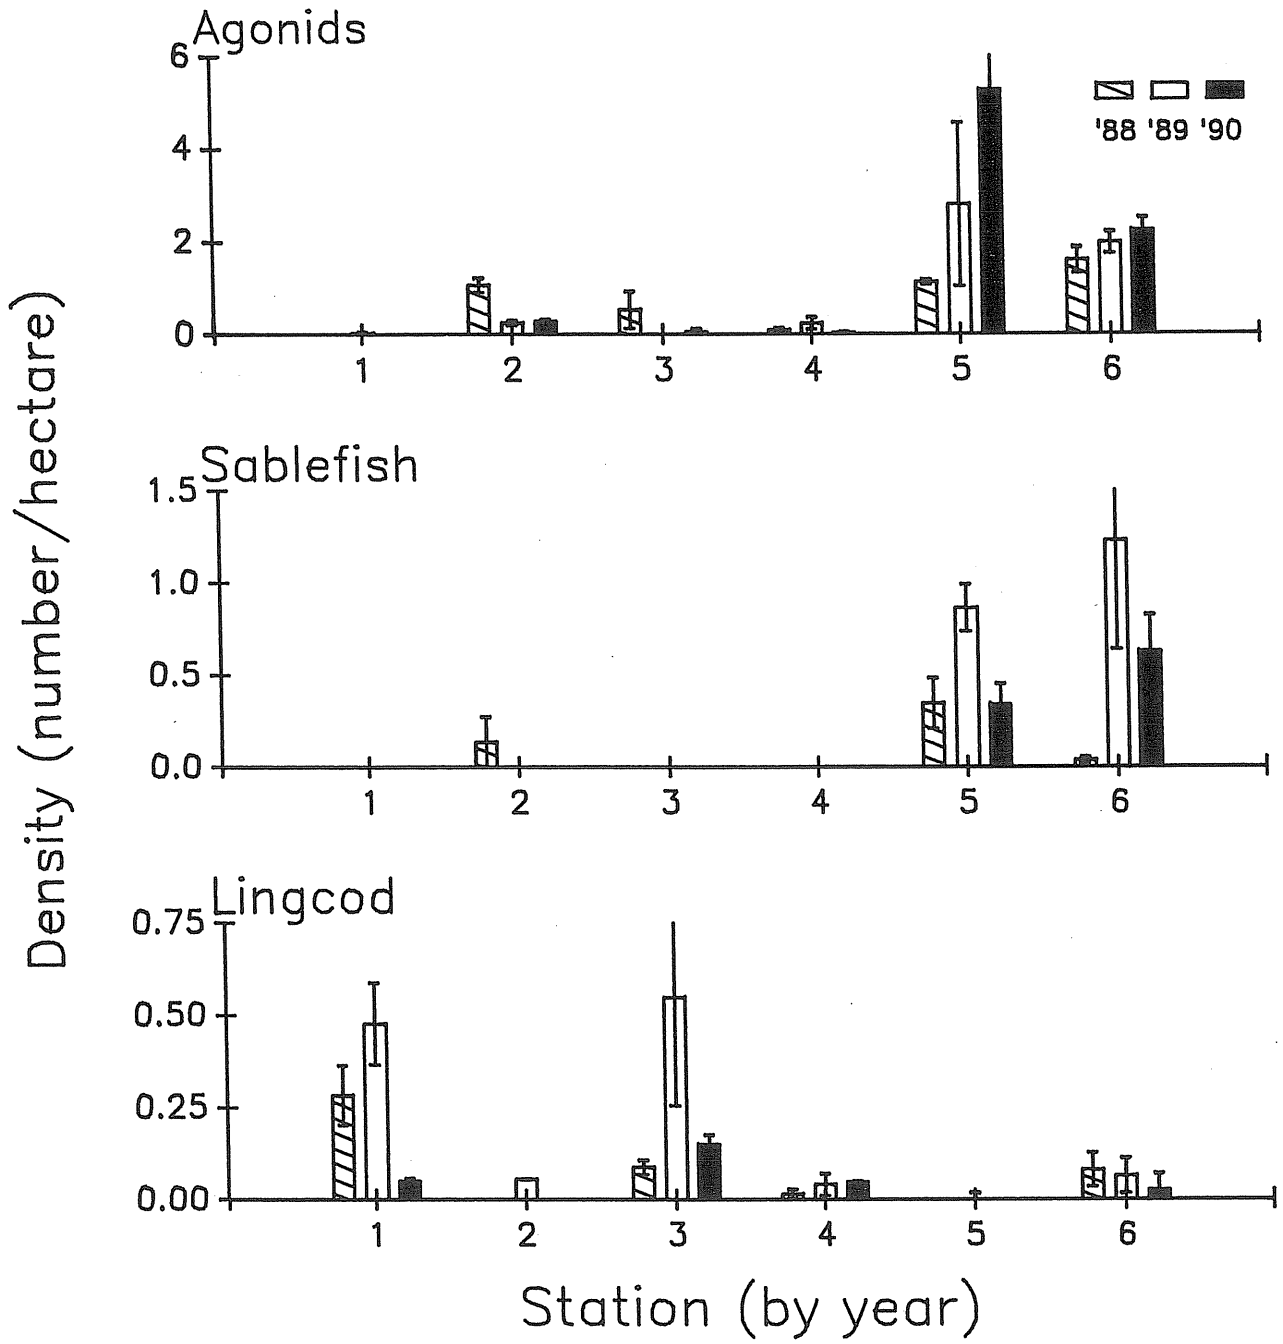 Agonids
6
4
2
0
1 2 3 4 5 6
'88 '89 '90
Sablefish
1.5
1.0
0.5
0.0
1 2 3 4 5 6
Lingcod
0.75
0.50
0.25
0.00
1 2 3 4 5 6
Density (number/hectare)
Station (by year)